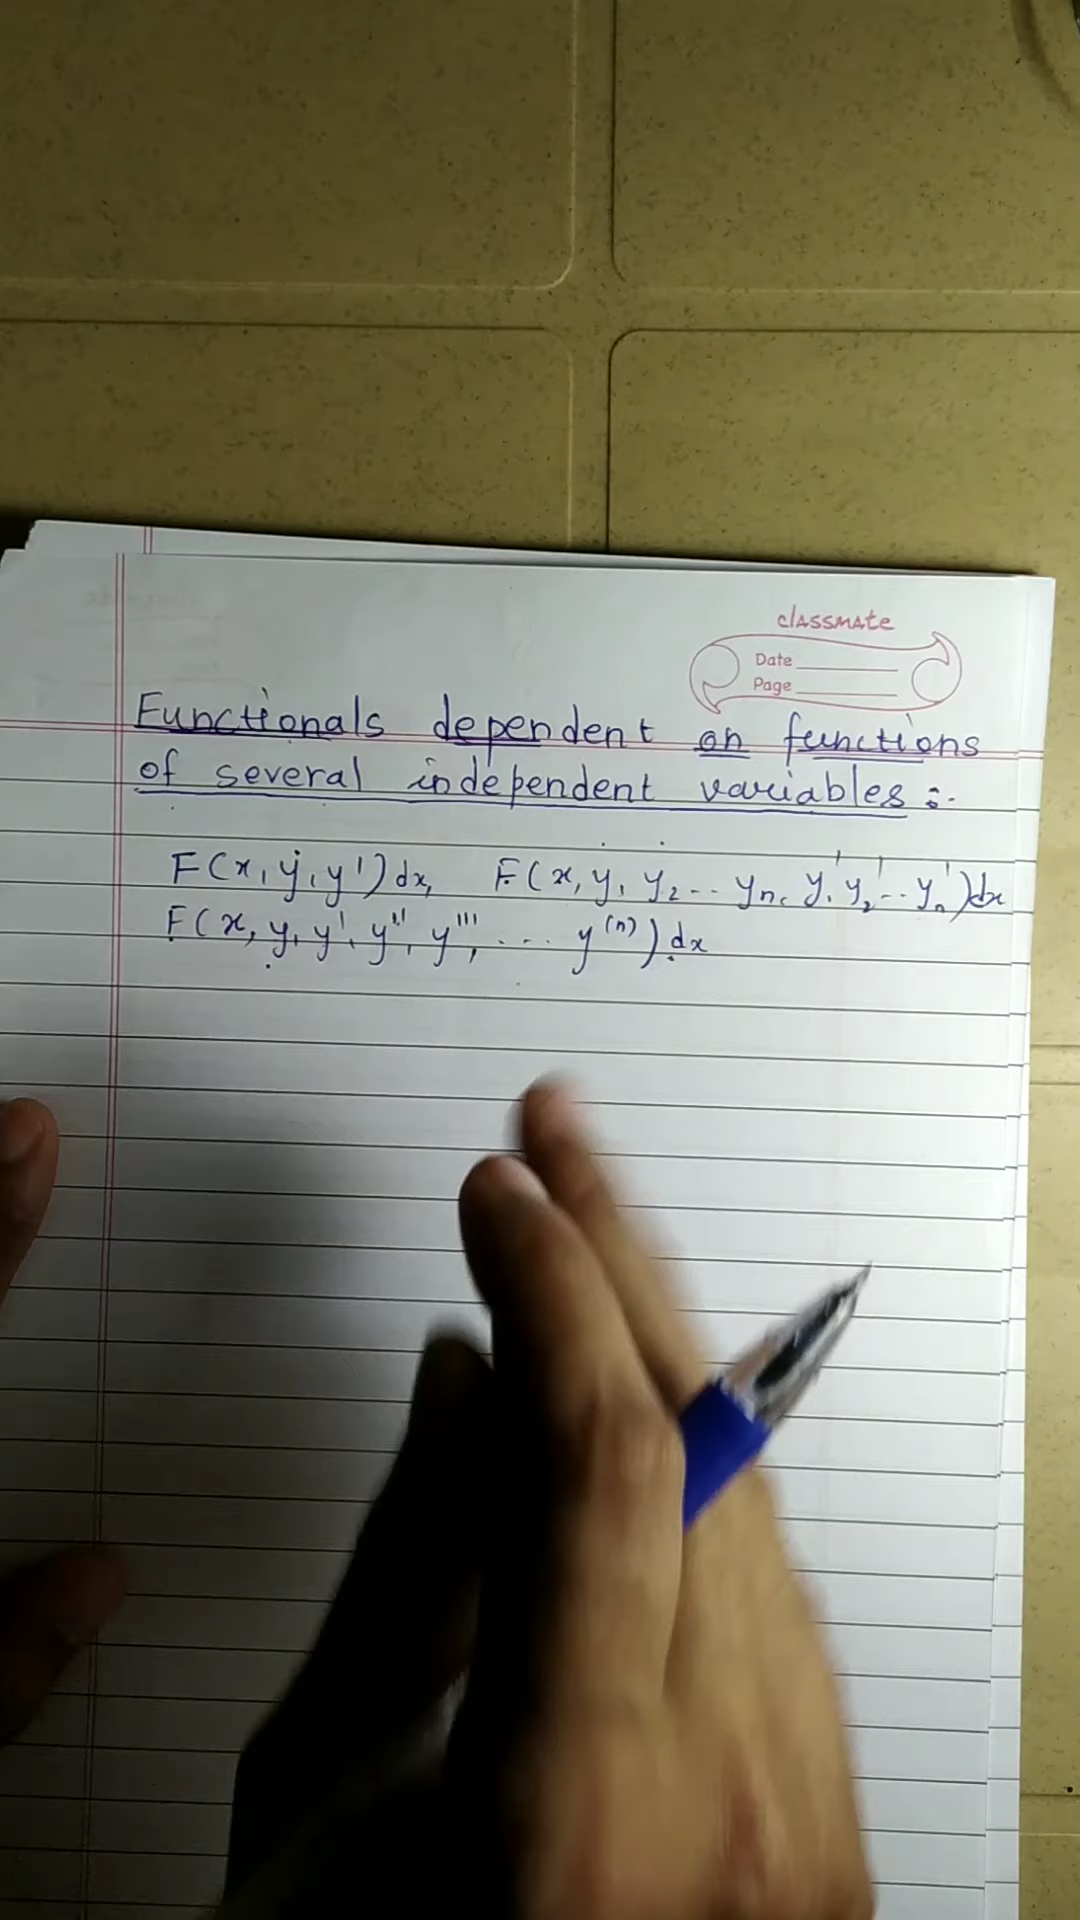 classmate
Date
Page
Functionals dependent on functions
of several independent variables :-
F(x, y, y') dx, F(x, y, y2 .. yn, y1' y2' .. yn') dx
F(x, y, y', y'', y''', ... y^(n)) dx